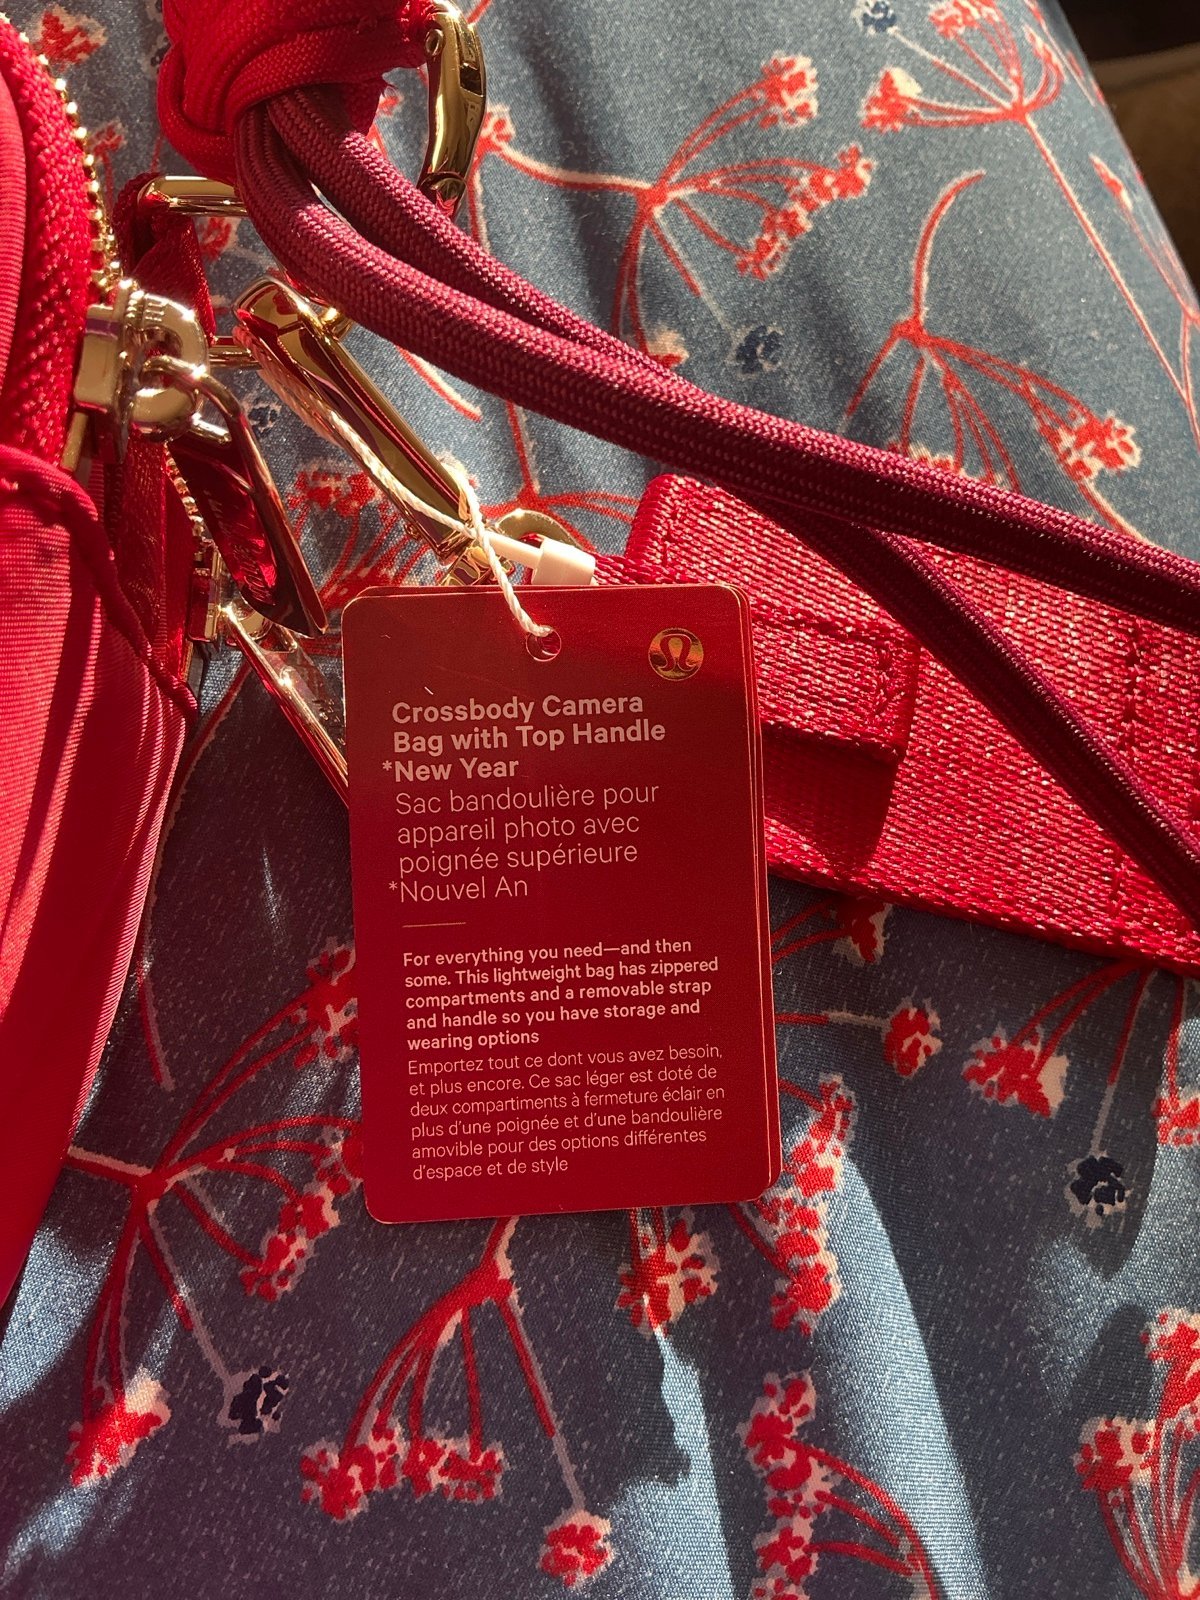 Crossbody Camera
Bag with Top Handle
*New Year
Sac bandoulière pour
appareil photo avec
poignée supérieure
*Nouvel An
For everything you need—and then
some. This lightweight bag has zippered
compartments and a removable strap
and handle so you have storage and
wearing options
Emportez tout ce dont vous avez besoin,
et plus encore. Ce sac léger est doté de
deux compartiments à fermeture éclair en
plus d'une poignée et d'une bandoulière
amovible pour des options différentes
d'espace et de style